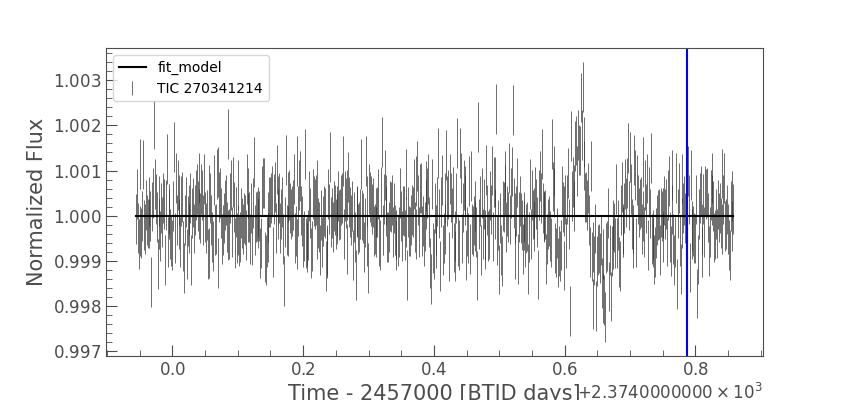 fit_model
TIC 270341214
1.003
1.002
1.001
1.000
0.999
0.998
0.997
Normalized Flux
0.0 0.2 0.4 0.6 0.8
Time - 2457000 [BTJD days]
+2.3740000000 × 10³